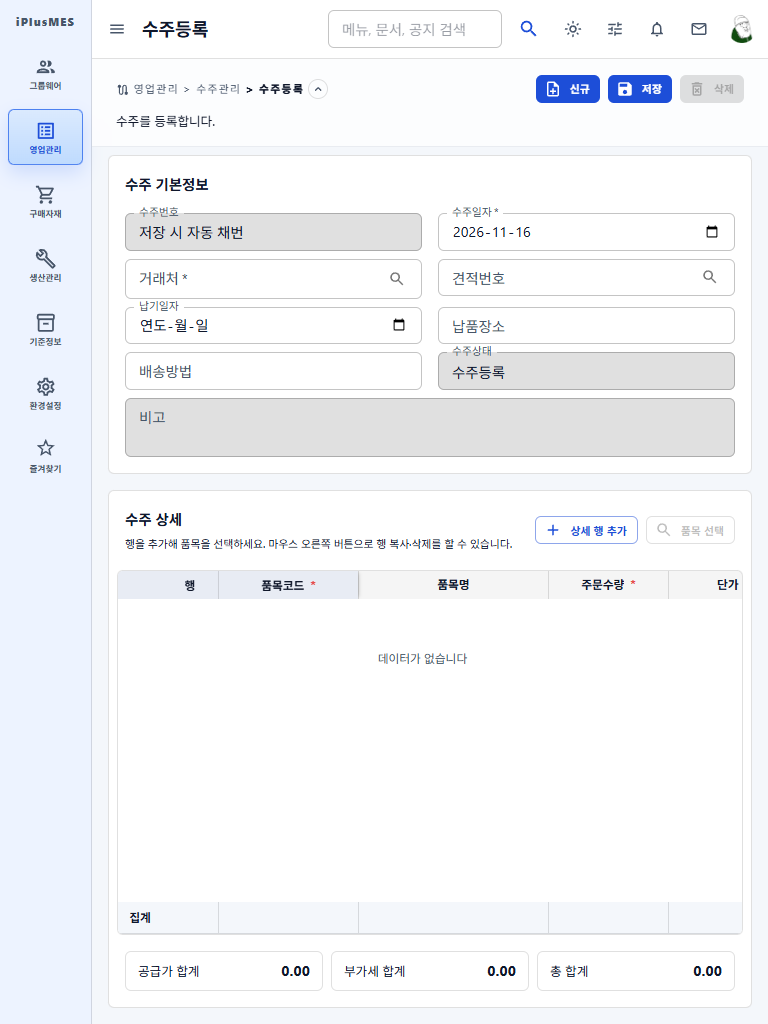 iPlusMES
수주등록
메뉴, 문서, 공지 검색
그룹웨어
영업관리
구매자재
생산관리
기준정보
환경설정
즐겨찾기
영업관리 > 수주관리 > 수주등록
신규
저장
삭제
수주를 등록합니다.
수주 기본정보
수주번호
저장 시 자동 채번
수주일자 *
2026-11-16
거래처 *
견적번호
납기일자
연도-월-일
납품장소
배송방법
수주상태
수주등록
비고
수주 상세
행을 추가해 품목을 선택하세요. 마우스 오른쪽 버튼으로 행 복사·삭제를 할 수 있습니다.
상세 행 추가
품목 선택
행 품목코드 * 품목명 주문수량 * 단가
데이터가 없습니다
집계
공급가 합계 0.00
부가세 합계 0.00
총 합계 0.00